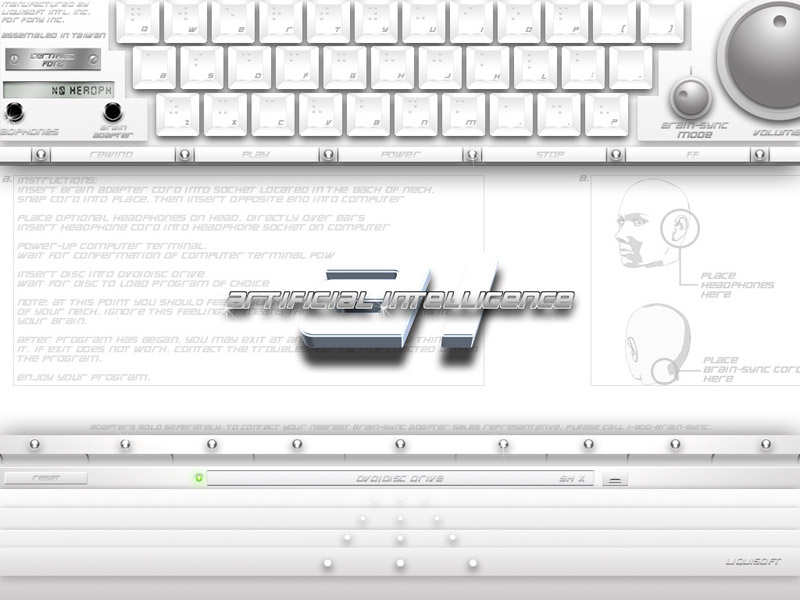 manufactured by
Liquisoft Intl. Inc.
for Fony Inc.
assembled in Taiwan
Certified
Fony
NO HEADPH
adphones
Brain
adapter
Q W E R T Y U I O P [ ]
A S D F G H J K L : .
Z X C V B N M , . P
Brain-sync
mode
Volume
Rewind Play Power Stop FF
A. Instructions:
Insert brain adapter cord into socket located in the back of neck.
Snap cord into place, then insert opposite end into computer
Place optional headphones on head, directly over ears
Insert headphone cord into headphone socket on computer
Power-up computer terminal.
Wait for confermation of computer terminal pow
Insert disc into DVD|Disc drive
Wait for disc to load program of choice
Note: At this point you should fee
of your neck. Ignore this feeling,
your brain.
After program has began, you may exit at an
it. If exit does not work, contact the trouble
the program.
Enjoy your program.
B.
Place
headphones
here
Place
brain-sync cord
here
AI
Artificial Intelligence
Adapters sold seperately. To contact your nearest brain-sync adapter sales representative, please call 1-800-brain-sync.
Reset
DVD|Disc Drive
8H X
Liquisoft